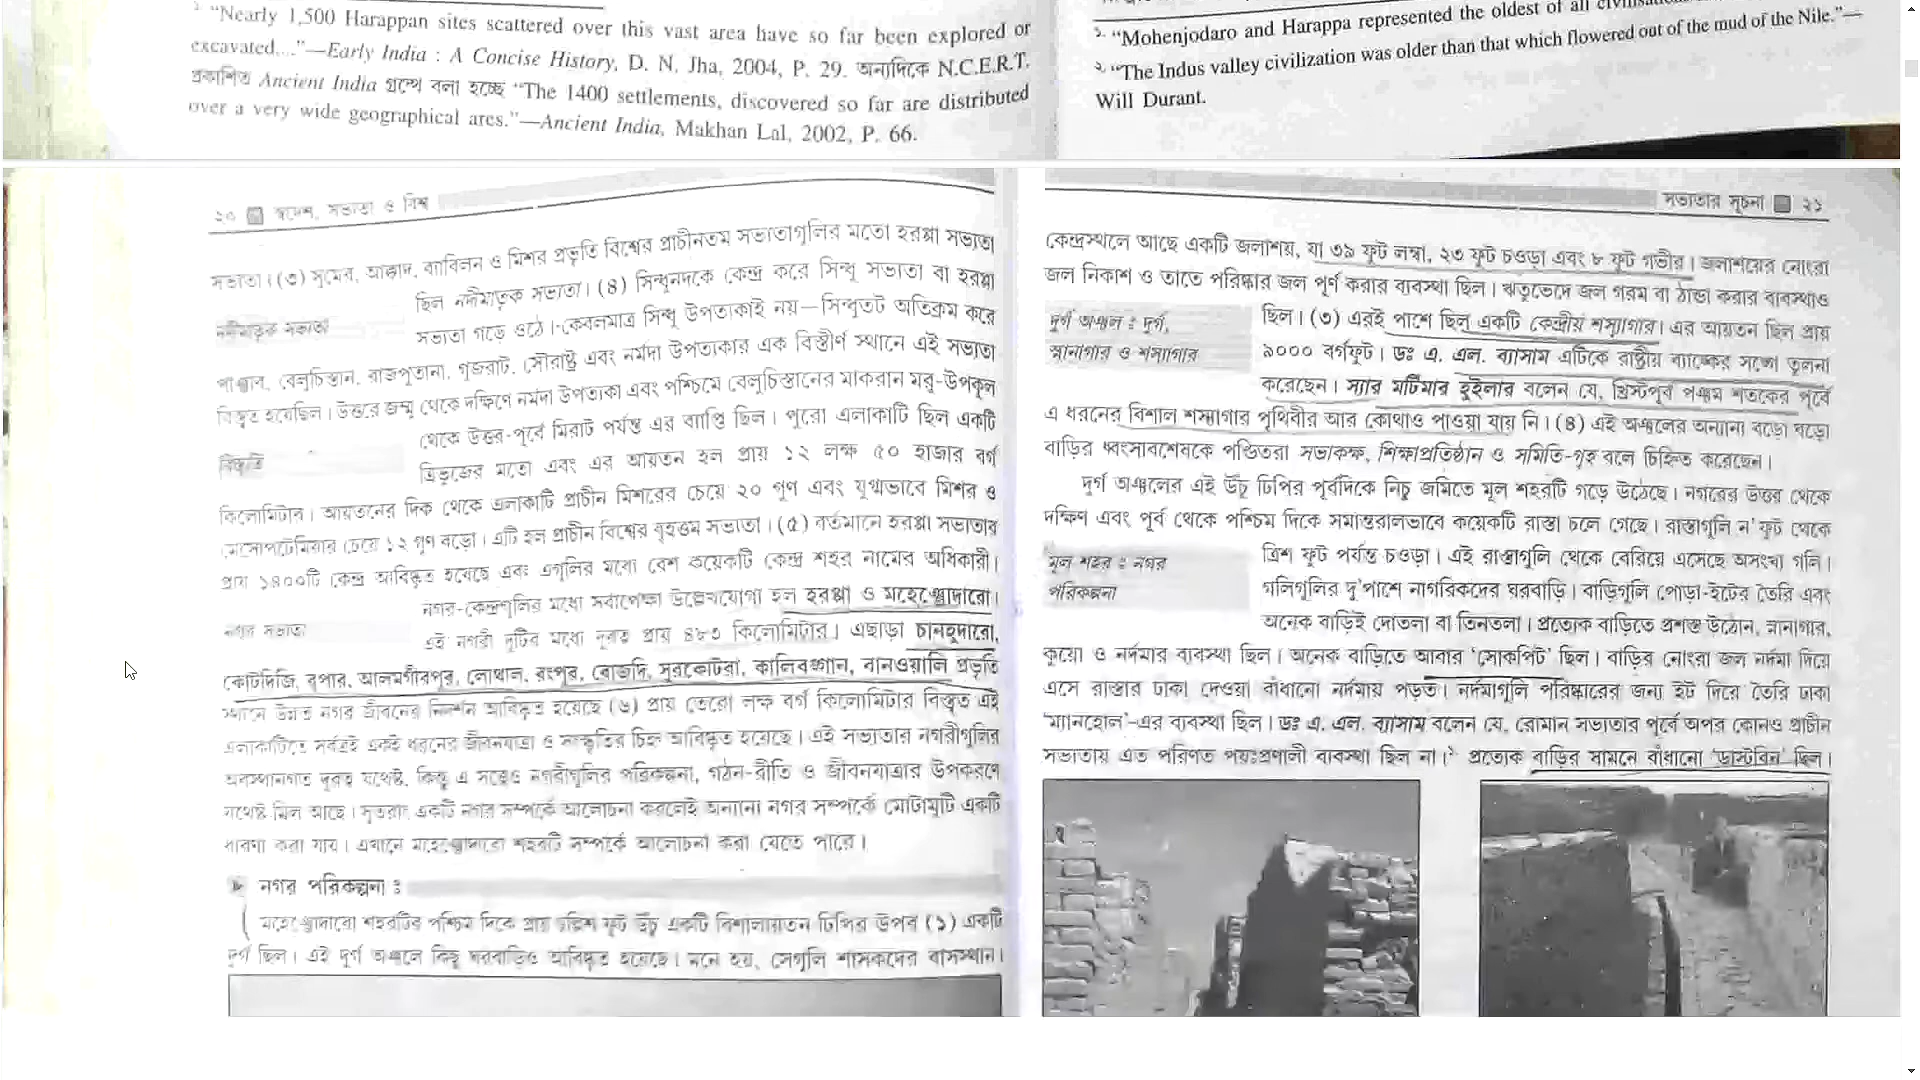 ১. “Nearly 1,500 Harappan sites scattered over this vast area have so far been explored or
excavated....”—Early India : A Concise History, D. N. Jha, 2004, P. 29. অন্যদিকে N.C.E.R.T.
প্রকাশিত Ancient India গ্রন্থে বলা হচ্ছে “The 1400 settlements, discovered so far are distributed
over a very wide geographical ares.”—Ancient India, Makhan Lal, 2002, P. 66.
১. “Mohenjodaro and Harappa represented the oldest of all
২. “The Indus valley civilization was older than that which flowered out of the mud of the Nile.”—
Will Durant.
২০ স্বদেশ, সভ্যতা ও বিশ্ব
সভ্যতা। (৩) সুমের, আক্কাদ, ব্যাবিলন ও মিশর প্রভৃতি বিশ্বের প্রাচীনতম সভ্যতাগুলির মতো হরপ্পা সভ্যতা
নদীমাতৃক সভ্যতা
ছিল নদীমাতৃক সভ্যতা। (৪) সিন্ধুনদকে কেন্দ্র করে সিন্ধু সভ্যতা বা হরপ্পা
সভ্যতা গড়ে ওঠে। কেবলমাত্র সিন্ধু উপত্যকাই নয়—সিন্ধুতট অতিক্রম করে
পাঞ্জাব, বেলুচিস্তান, রাজপুতানা, গুজরাট, সৌরাষ্ট্র এবং নর্মদা উপত্যকার এক বিস্তীর্ণ স্থানে এই সভ্যতা
বিস্তৃত হয়েছিল। উত্তরে জম্মু থেকে দক্ষিণে নর্মদা উপত্যকা এবং পশ্চিমে বেলুচিস্তানের মাকরান মরু-উপকূল
বিস্তৃতি
থেকে উত্তর-পূর্বে মিরাট পর্যন্ত এর ব্যাপ্তি ছিল। পুরো এলাকাটি ছিল একটি
ত্রিভুজের মতো এবং এর আয়তন হল প্রায় ১২ লক্ষ ৫০ হাজার বর্গ
কিলোমিটার। আয়তনের দিক থেকে এলাকাটি প্রাচীন মিশরের চেয়ে ২০ গুণ এবং যুগ্মভাবে মিশর ও
মেসোপটেমিয়ার চেয়ে ১২ গুণ বড়ো। এটি হল প্রাচীন বিশ্বের বৃহত্তম সভ্যতা। (৫) বর্তমানে হরপ্পা সভ্যতার
প্রায় ১৪০০টি কেন্দ্র আবিষ্কৃত হয়েছে এবং এগুলির মধ্যে বেশ কয়েকটি কেন্দ্র শহর নামের অধিকারী।
নগর সভ্যতা
নগর-কেন্দ্রগুলির মধ্যে সর্বাপেক্ষা উল্লেখযোগ্য হল হরপ্পা ও মহেঞ্জোদারো।
এই নগরী দুটির মধ্যে দূরত্ব প্রায় ৪৮৩ কিলোমিটার। এছাড়া চানহুদারো,
কোটদিজি, রূপার, আলমগীরপুর, লোথাল, রংপুর, রোজদি, সুরকোটরা, কালিবঙ্গান, বানওয়ালি প্রভৃতি
স্থানে উন্নত নগর জীবনের নিদর্শন আবিষ্কৃত হয়েছে (৬) প্রায় তেরো লক্ষ বর্গ কিলোমিটার বিস্তৃত এই
এলাকাটিতে সর্বত্রই একই ধরনের জীবনযাত্রা ও সংস্কৃতির চিহ্ন আবিষ্কৃত হয়েছে। এই সভ্যতার নগরীগুলির
অবস্থানগত দূরত্ব যথেষ্ট, কিন্তু এ সত্ত্বেও নগরীগুলির পরিকল্পনা, গঠন-রীতি ও জীবনযাত্রার উপকরণে
যথেষ্ট মিল আছে। সুতরাং একটি নগর সম্পর্কে আলোচনা করলেই অন্যান্য নগর সম্পর্কে মোটামুটি একটি
ধারণা করা যায়। এখানে মহেঞ্জোদারো শহরটি সম্পর্কে আলোচনা করা যেতে পারে।
নগর পরিকল্পনা :
মহেঞ্জোদারো শহরটির পশ্চিম দিকে প্রায় চল্লিশ ফুট উঁচু একটি বিশালায়তন ঢিপির উপর (১) একটি
দুর্গ ছিল। এই দুর্গ অঞ্চলে কিছু ঘরবাড়িও আবিষ্কৃত হয়েছে। মনে হয়, সেগুলি শাসকদের বাসস্থান।
সভ্যতার সূচনা ২১
কেন্দ্রস্থলে আছে একটি জলাশয়, যা ৩৯ ফুট লম্বা, ২৩ ফুট চওড়া এবং ৮ ফুট গভীর। জলাশয়ের নোংরা
জল নিকাশ ও তাতে পরিষ্কার জল পূর্ণ করার ব্যবস্থা ছিল। ঋতুভেদে জল গরম বা ঠান্ডা করার ব্যবস্থাও
দুর্গ অঞ্চল : দুর্গ,
স্নানাগার ও শস্যাগার
ছিল। (৩) এরই পাশে ছিল একটি কেন্দ্রীয় শস্যাগার। এর আয়তন ছিল প্রায়
৯০০০ বর্গফুট। ডঃ এ. এল. ব্যাসাম এটিকে রাষ্ট্রীয় ব্যাঙ্কের সঙ্গে তুলনা
করেছেন। স্যার মর্টিমার হুইলার বলেন যে, খ্রিস্টপূর্ব পঞ্চম শতকের পূর্বে
এ ধরনের বিশাল শস্যাগার পৃথিবীর আর কোথাও পাওয়া যায় নি। (৪) এই অঞ্চলের অন্যান্য বড়ো বড়ো
বাড়ির ধ্বংসাবশেষকে পণ্ডিতরা সভাকক্ষ, শিক্ষাপ্রতিষ্ঠান ও সমিতি-গৃহ বলে চিহ্নিত করেছেন।
দুর্গ অঞ্চলের এই উঁচু ঢিপির পূর্বদিকে নিচু জমিতে মূল শহরটি গড়ে উঠেছে। নগরের উত্তর থেকে
দক্ষিণ এবং পূর্ব থেকে পশ্চিম দিকে সমান্তরালভাবে কয়েকটি রাস্তা চলে গেছে। রাস্তাগুলি ন' ফুট থেকে
মূল শহর : নগর
পরিকল্পনা
ত্রিশ ফুট পর্যন্ত চওড়া। এই রাস্তাগুলি থেকে বেরিয়ে এসেছে অসংখ্য গলি।
গলিগুলির দু'পাশে নাগরিকদের ঘরবাড়ি। বাড়িগুলি পোড়া-ইটের তৈরি এবং
অনেক বাড়িই দোতলা বা তিনতলা। প্রত্যেক বাড়িতে প্রশস্ত উঠোন, স্নানাগার,
কুয়ো ও নর্দমার ব্যবস্থা ছিল। অনেক বাড়িতে আবার ‘সোকপিট’ ছিল। বাড়ির নোংরা জল নর্দমা দিয়ে
এসে রাস্তার ঢাকা দেওয়া বাঁধানো নর্দমায় পড়ত। নর্দমাগুলি পরিষ্কারের জন্য ইট দিয়ে তৈরি ঢাকা
‘ম্যানহোল’-এর ব্যবস্থা ছিল। ডঃ এ. এল. ব্যাসাম বলেন যে, রোমান সভ্যতার পূর্বে অপর কোনও প্রাচীন
সভ্যতায় এত পরিণত পয়ঃপ্রণালী ব্যবস্থা ছিল না।১ প্রত্যেক বাড়ির সামনে বাঁধানো ‘ডাস্টবিন’ ছিল।